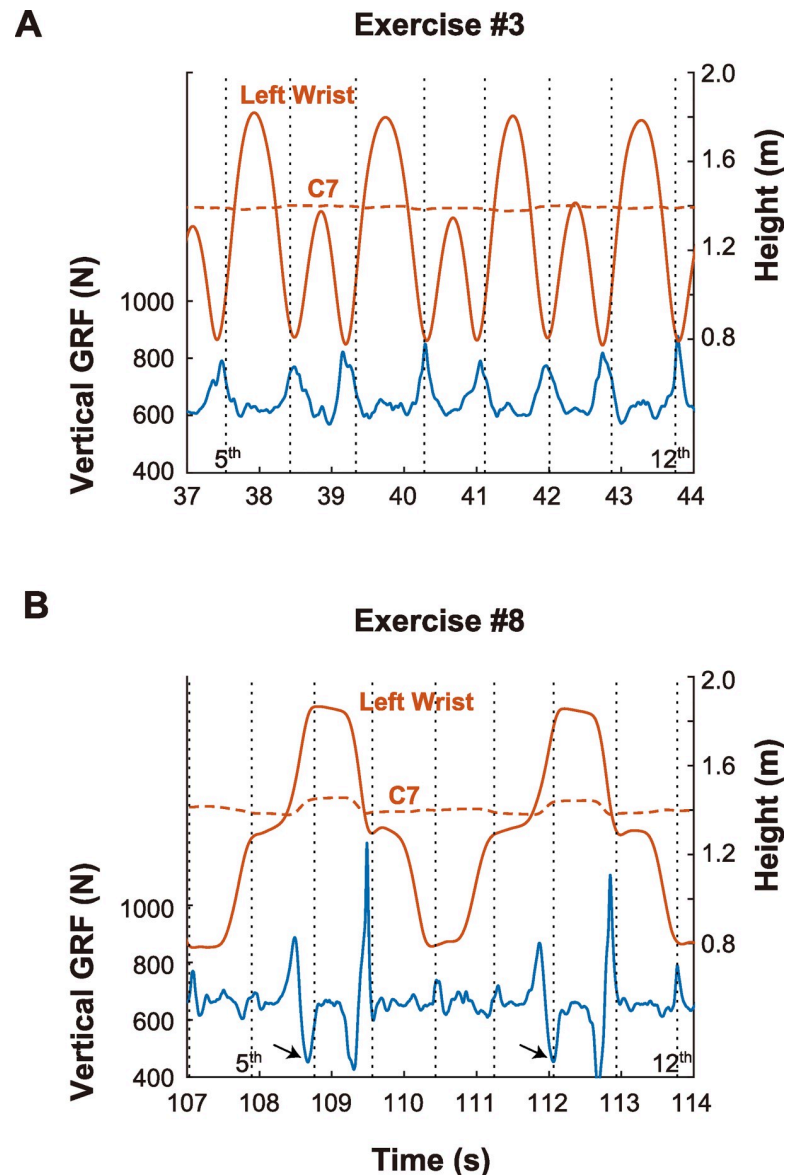 A
Exercise #3
Left Wrist
C7
Vertical GRF (N)
1000
800
600
400
2.0
1.6
1.2
0.8
Height (m)
5th
12th
37 38 39 40 41 42 43 44
B
Exercise #8
Left Wrist
C7
Vertical GRF (N)
1000
800
600
400
2.0
1.6
1.2
0.8
Height (m)
5th
12th
107 108 109 110 111 112 113 114
Time (s)